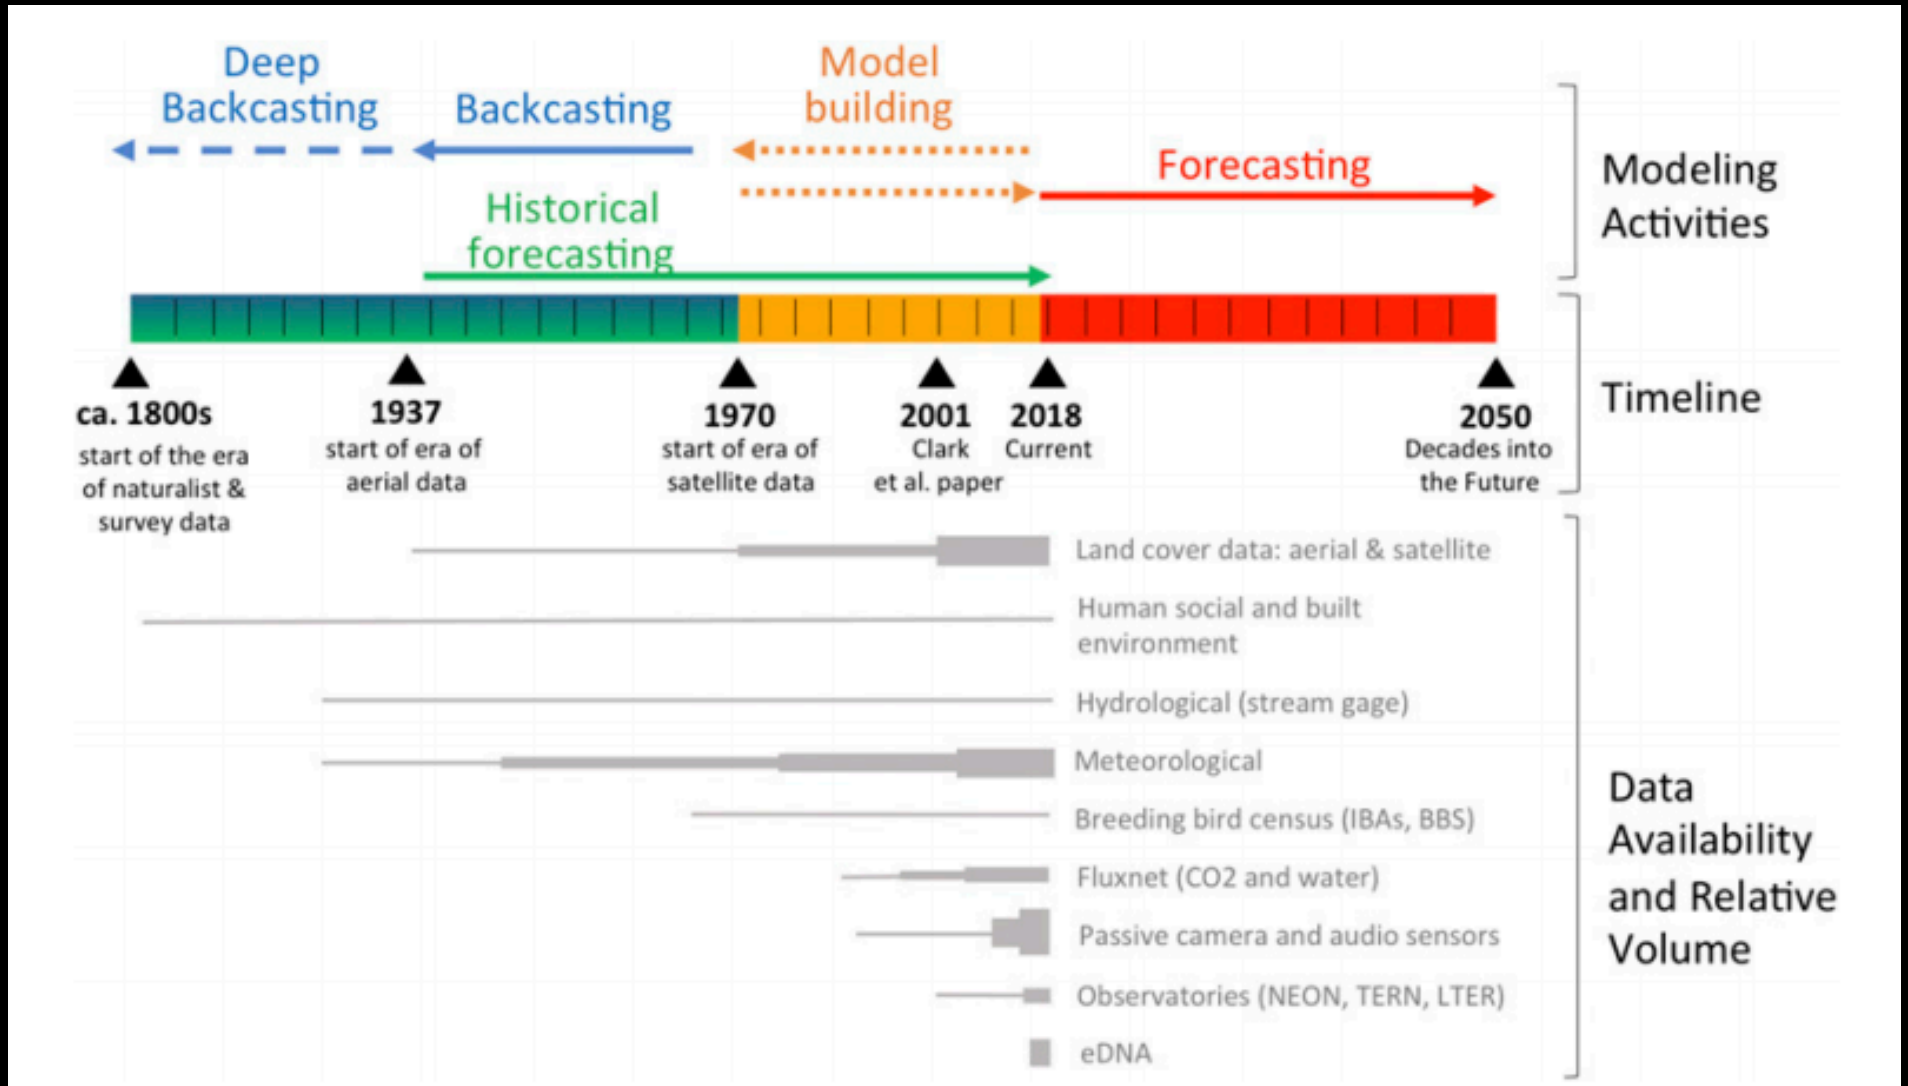 Deep
Backcasting
Backcasting
Model
building
Forecasting
Historical
forecasting
Modeling
Activities
ca. 1800s
start of the era
of naturalist &
survey data
1937
start of era of
aerial data
1970
start of era of
satellite data
2001
Clark
et al. paper
2018
Current
2050
Decades into
the Future
Timeline
Land cover data: aerial & satellite
Human social and built
environment
Hydrological (stream gage)
Meteorological
Breeding bird census (IBAs, BBS)
Fluxnet (CO2 and water)
Passive camera and audio sensors
Observatories (NEON, TERN, LTER)
eDNA
Data
Availability
and Relative
Volume